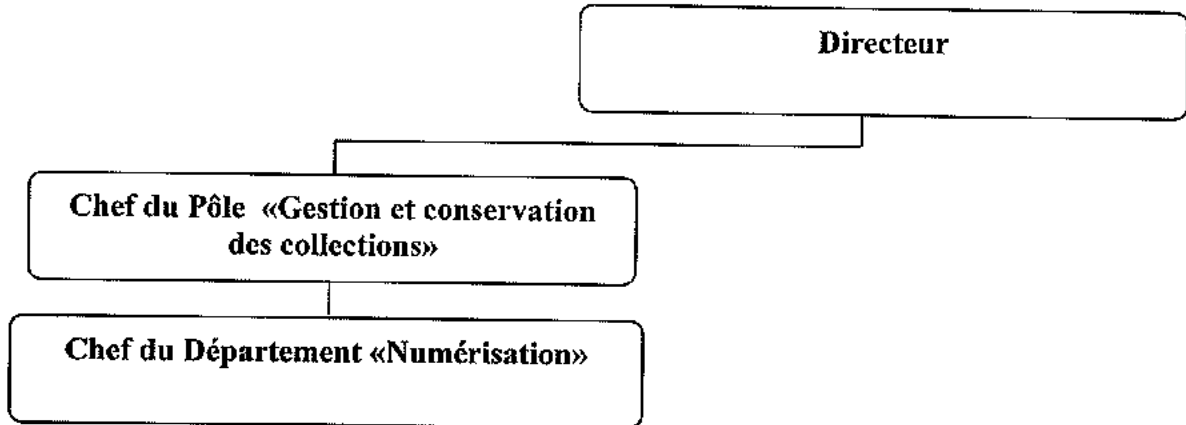 Directeur
Chef du Pôle «Gestion et conservation
des collections»
Chef du Département «Numérisation»